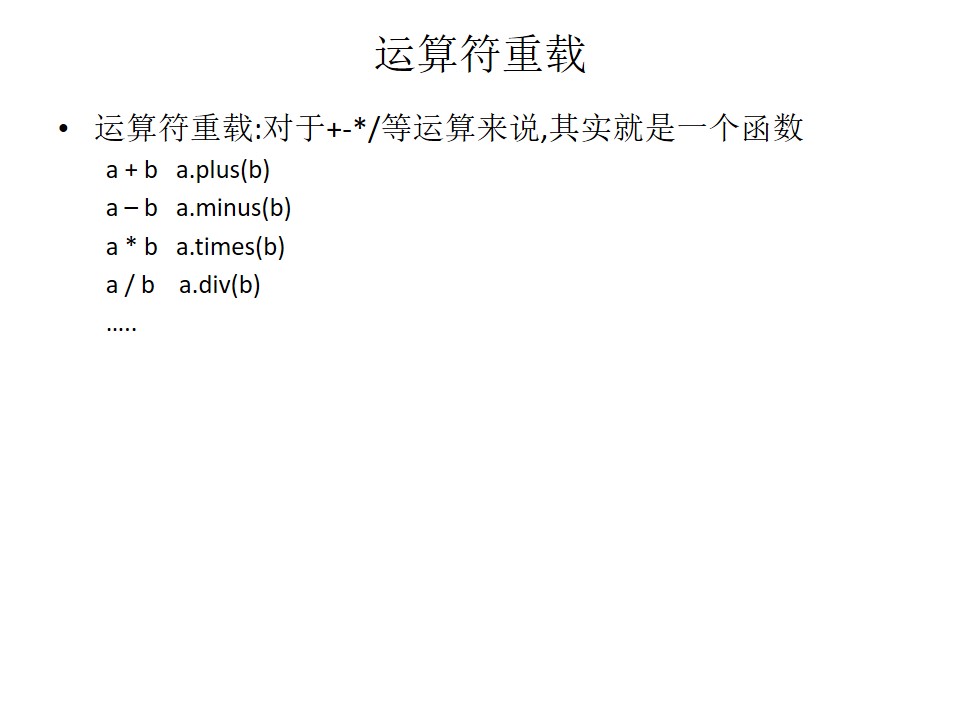 运算符重载
• 运算符重载:对于+-*/等运算来说,其实就是一个函数
a + b a.plus(b)
a – b a.minus(b)
a * b a.times(b)
a / b a.div(b)
…..